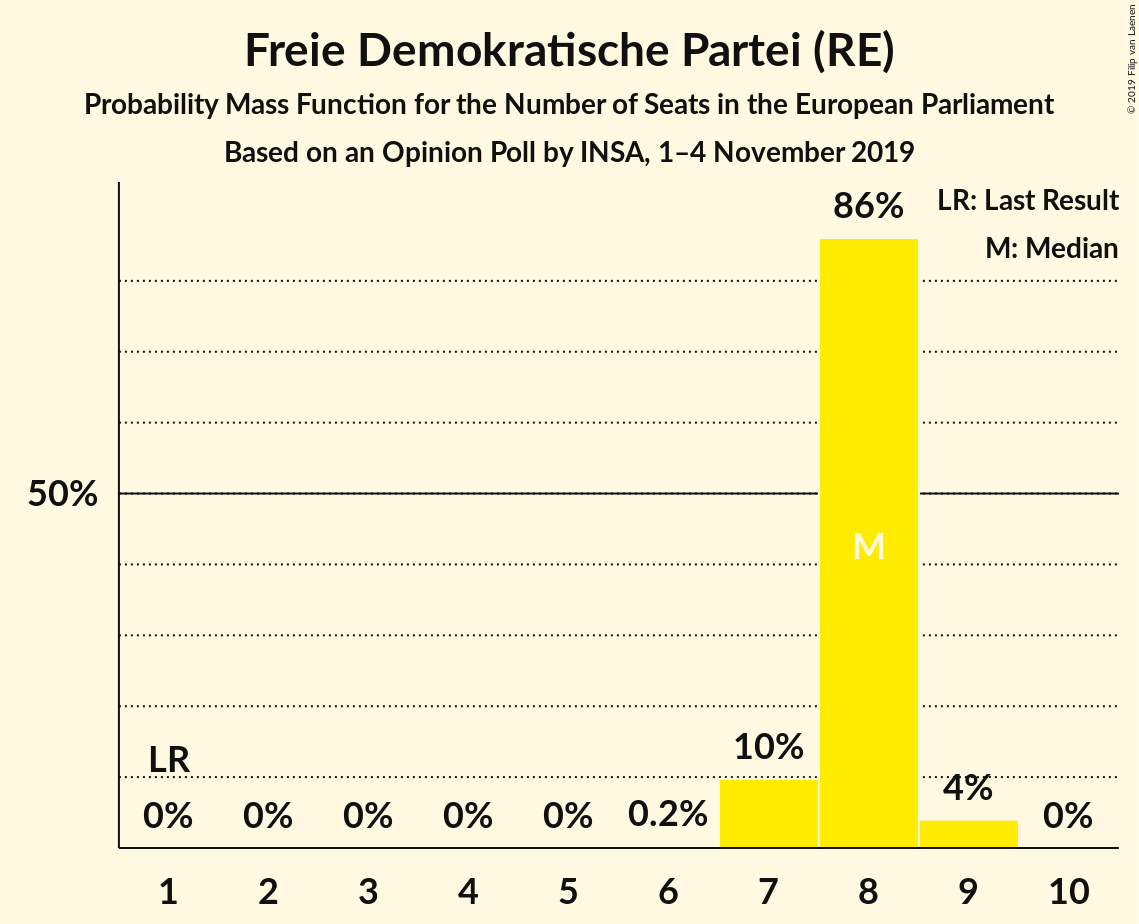 Freie Demokratische Partei (RE)
Probability Mass Function for the Number of Seats in the European Parliament
Based on an Opinion Poll by INSA, 1–4 November 2019
© 2019 Filip van Laenen
LR: Last Result
M: Median
86%
50%
M
LR
10%
4%
0% 0% 0% 0% 0% 0.2% 0%
1 2 3 4 5 6 7 8 9 10